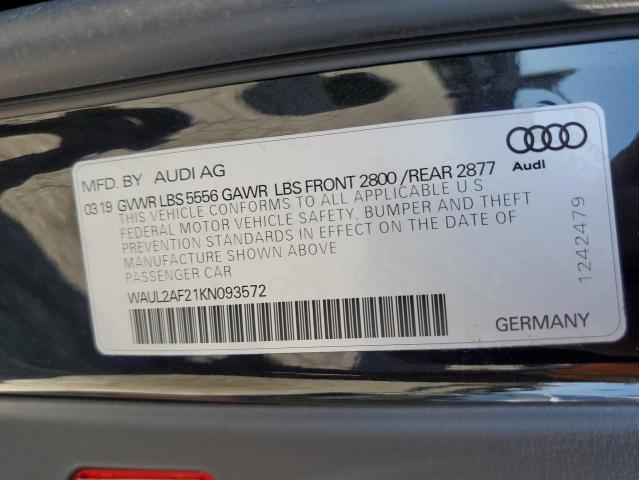 MFD. BY AUDI AG
03 19 GVWR LBS 5556 GAWR LBS FRONT 2800 /REAR 2877
THIS VEHICLE CONFORMS TO ALL APPLICABLE U.S.
FEDERAL MOTOR VEHICLE SAFETY, BUMPER AND THEFT
PREVENTION STANDARDS IN EFFECT ON THE DATE OF
MANUFACTURE SHOWN ABOVE
PASSENGER CAR
WAUL2AF21KN093572
Audi
1242479
GERMANY